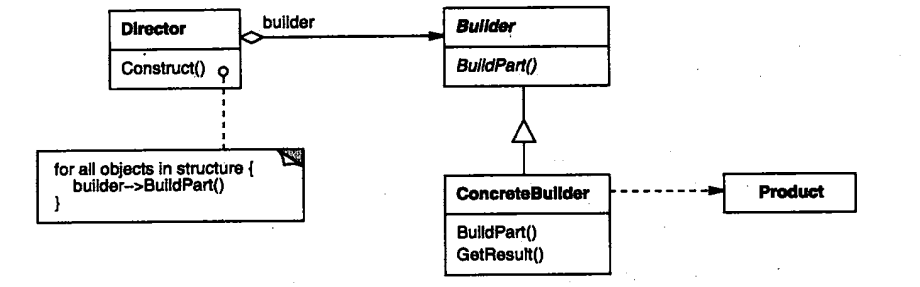 Director
builder
Builder
Construct()
BuildPart()
for all objects in structure {
builder->BuildPart()
}
ConcreteBuilder
Product
BuildPart()
GetResult()